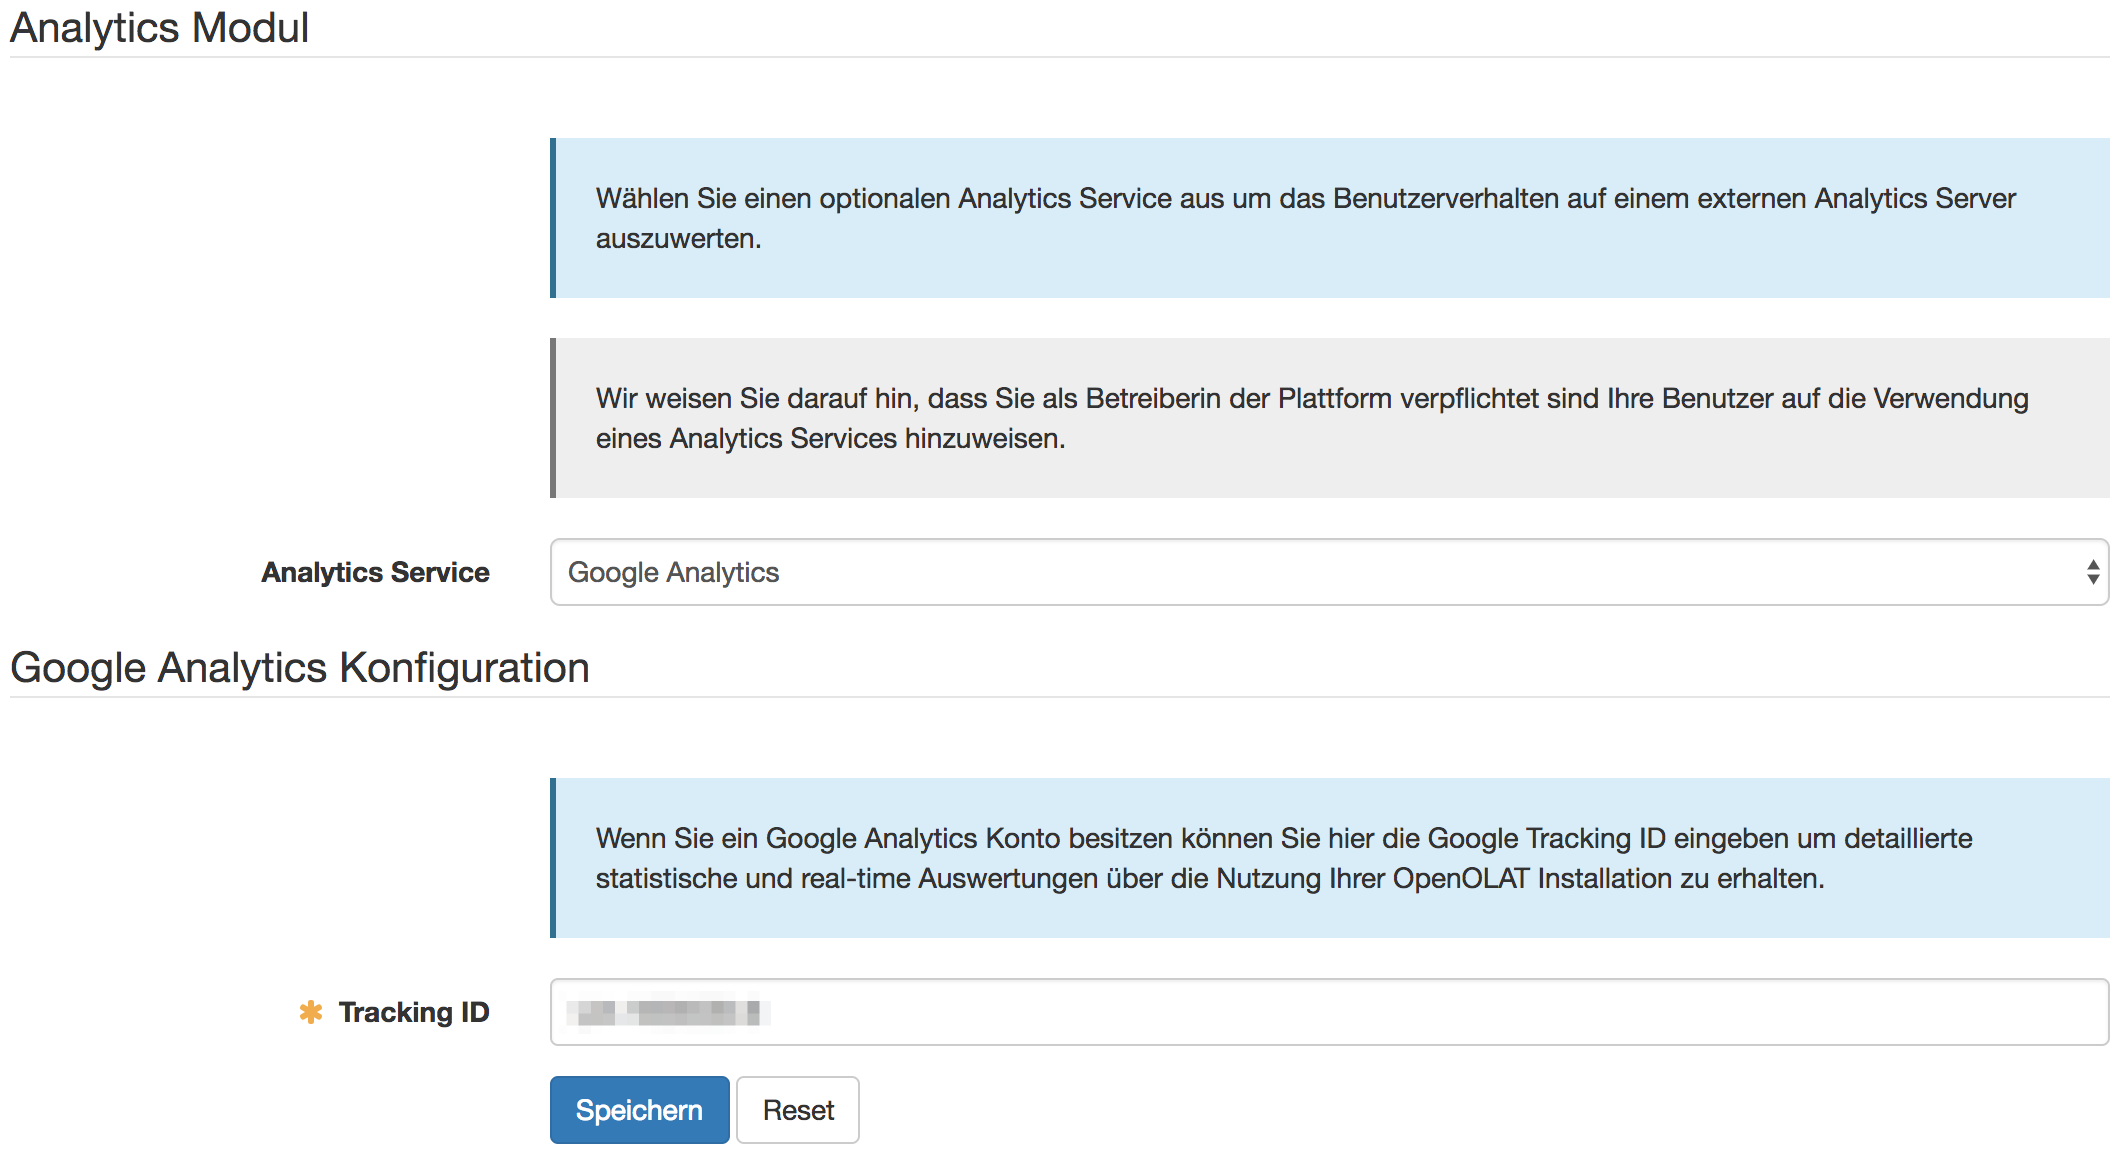 Analytics Modul
Wählen Sie einen optionalen Analytics Service aus um das Benutzerverhalten auf einem externen Analytics Server
auszuwerten.
Wir weisen Sie darauf hin, dass Sie als Betreiberin der Plattform verpflichtet sind Ihre Benutzer auf die Verwendung
eines Analytics Services hinzuweisen.
Analytics Service Google Analytics
Google Analytics Konfiguration
Wenn Sie ein Google Analytics Konto besitzen können Sie hier die Google Tracking ID eingeben um detaillierte
statistische und real-time Auswertungen über die Nutzung Ihrer OpenOLAT Installation zu erhalten.
Tracking ID
Speichern Reset